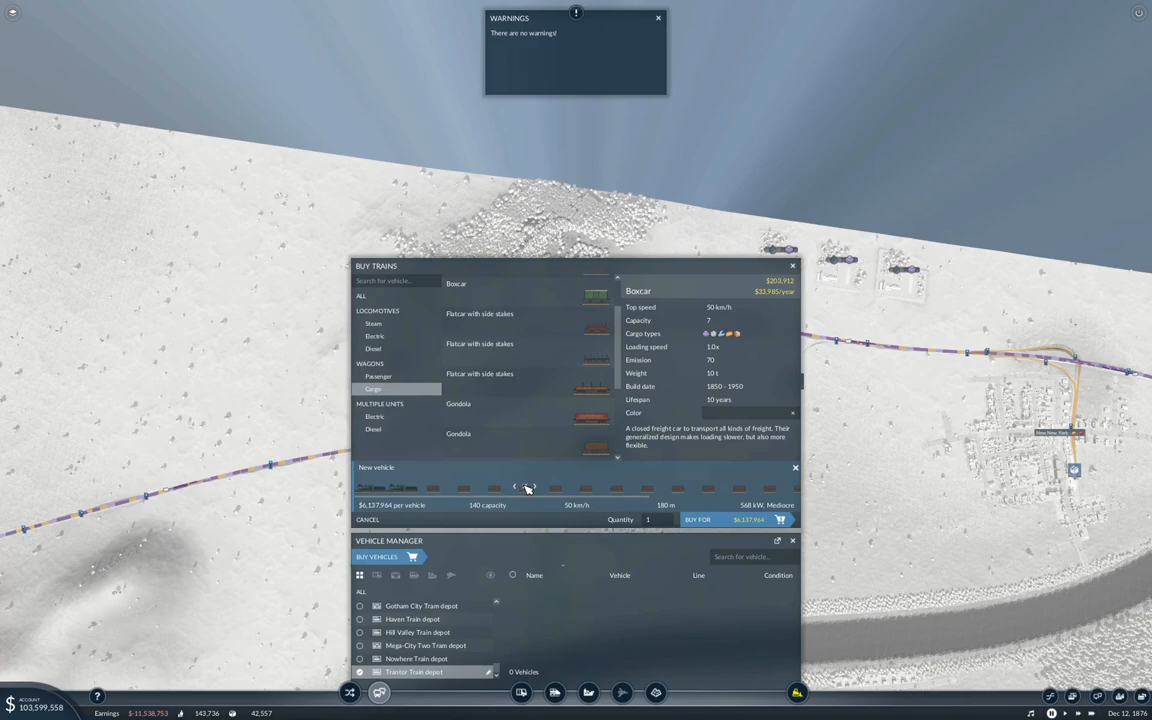 WARNINGS
There are no warnings!
BUY TRAINS
Search for vehicle...
ALL
LOCOMOTIVES
Steam
Electric
Diesel
WAGONS
Passenger
Cargo
MULTIPLE UNITS
Electric
Diesel
Boxcar
Flatcar with side stakes
Flatcar with side stakes
Flatcar with side stakes
Gondola
Gondola
$203,912
$33,985/year
Boxcar
Top speed 50 km/h
Capacity 7
Cargo types
Loading speed 1.0x
Emission 70
Weight 10 t
Build date 1850 - 1950
Lifespan 10 years
Color
A closed freight car to transport all kinds of freight. Their
generalized design makes loading slower, but also more
flexible.
New vehicle
$6,137,964 per vehicle 140 capacity 50 km/h 180 m 568 kW, Mediocre
CANCEL Quantity 1 BUY FOR $6,137,964
VEHICLE MANAGER
BUY VEHICLES Search for vehicle...
Name Vehicle Line Condition
ALL
Gotham City Tram depot
Haven Train depot
Hill Valley Train depot
Mega-City Two Tram depot
Nowhere Train depot
Trantor Train depot 0 Vehicles
New New York
ACCOUNT
$ 103,599,558
Earnings $-11,538,753 143,736 42,557
Dec 12, 1876